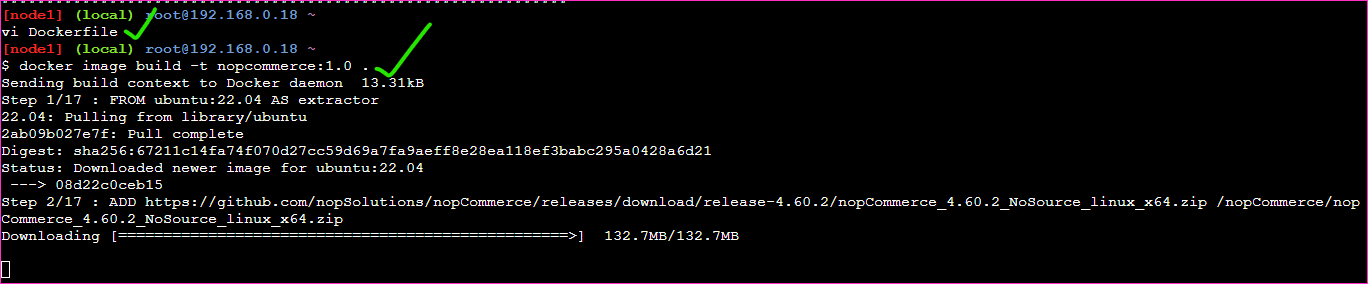 [node1] (local) root@192.168.0.18 ~
vi Dockerfile
[node1] (local) root@192.168.0.18 ~
$ docker image build -t nopcommerce:1.0 .
Sending build context to Docker daemon  13.31kB
Step 1/17 : FROM ubuntu:22.04 AS extractor
22.04: Pulling from library/ubuntu
2ab09b027e7f: Pull complete
Digest: sha256:67211c14fa74f070d27cc59d69a7fa9aeff8e28ea118ef3babc295a0428a6d21
Status: Downloaded newer image for ubuntu:22.04
 ---> 08d22c0ceb15
Step 2/17 : ADD https://github.com/nopSolutions/nopCommerce/releases/download/release-4.60.2/nopCommerce_4.60.2_NoSource_linux_x64.zip /nopCommerce/nop
Commerce_4.60.2_NoSource_linux_x64.zip
Downloading [==================================================>]  132.7MB/132.7MB